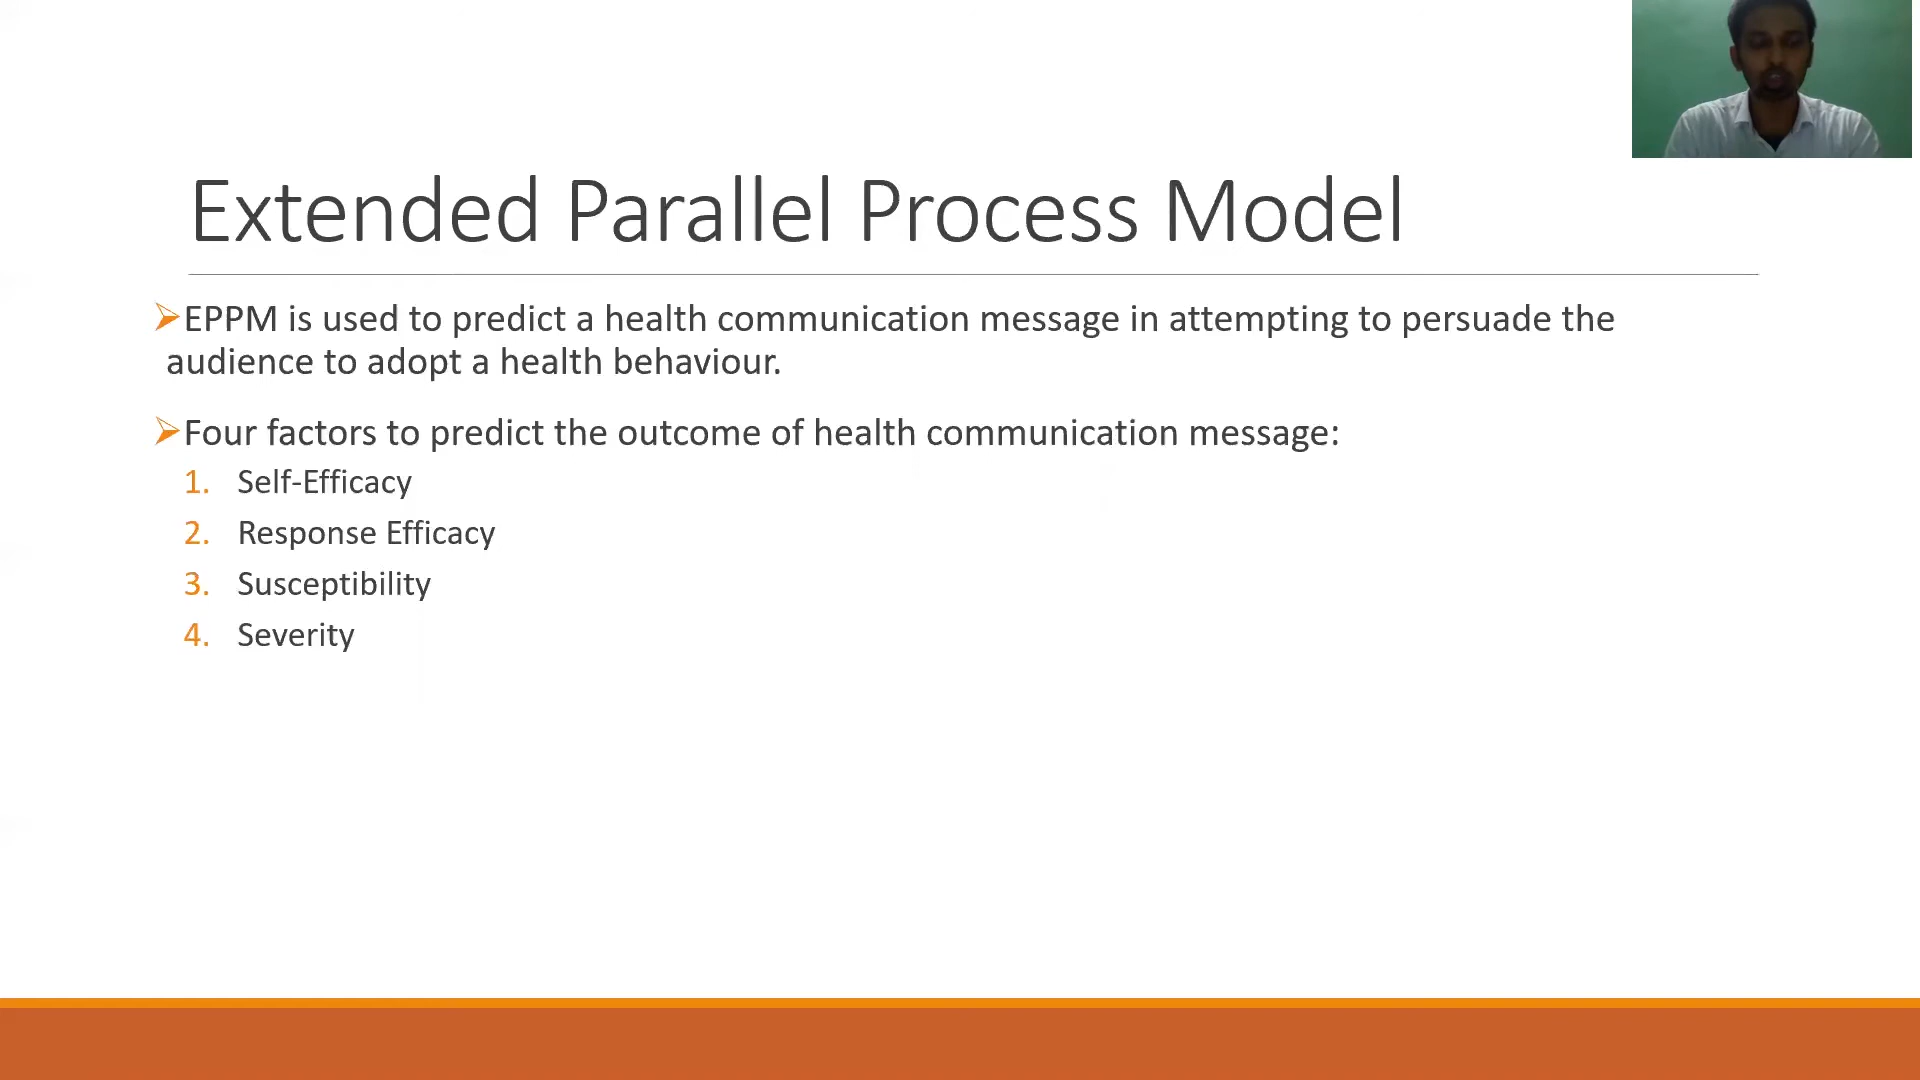 Extended Parallel Process Model
➢EPPM is used to predict a health communication message in attempting to persuade the
audience to adopt a health behaviour.
➢Four factors to predict the outcome of health communication message:
1. Self-Efficacy
2. Response Efficacy
3. Susceptibility
4. Severity